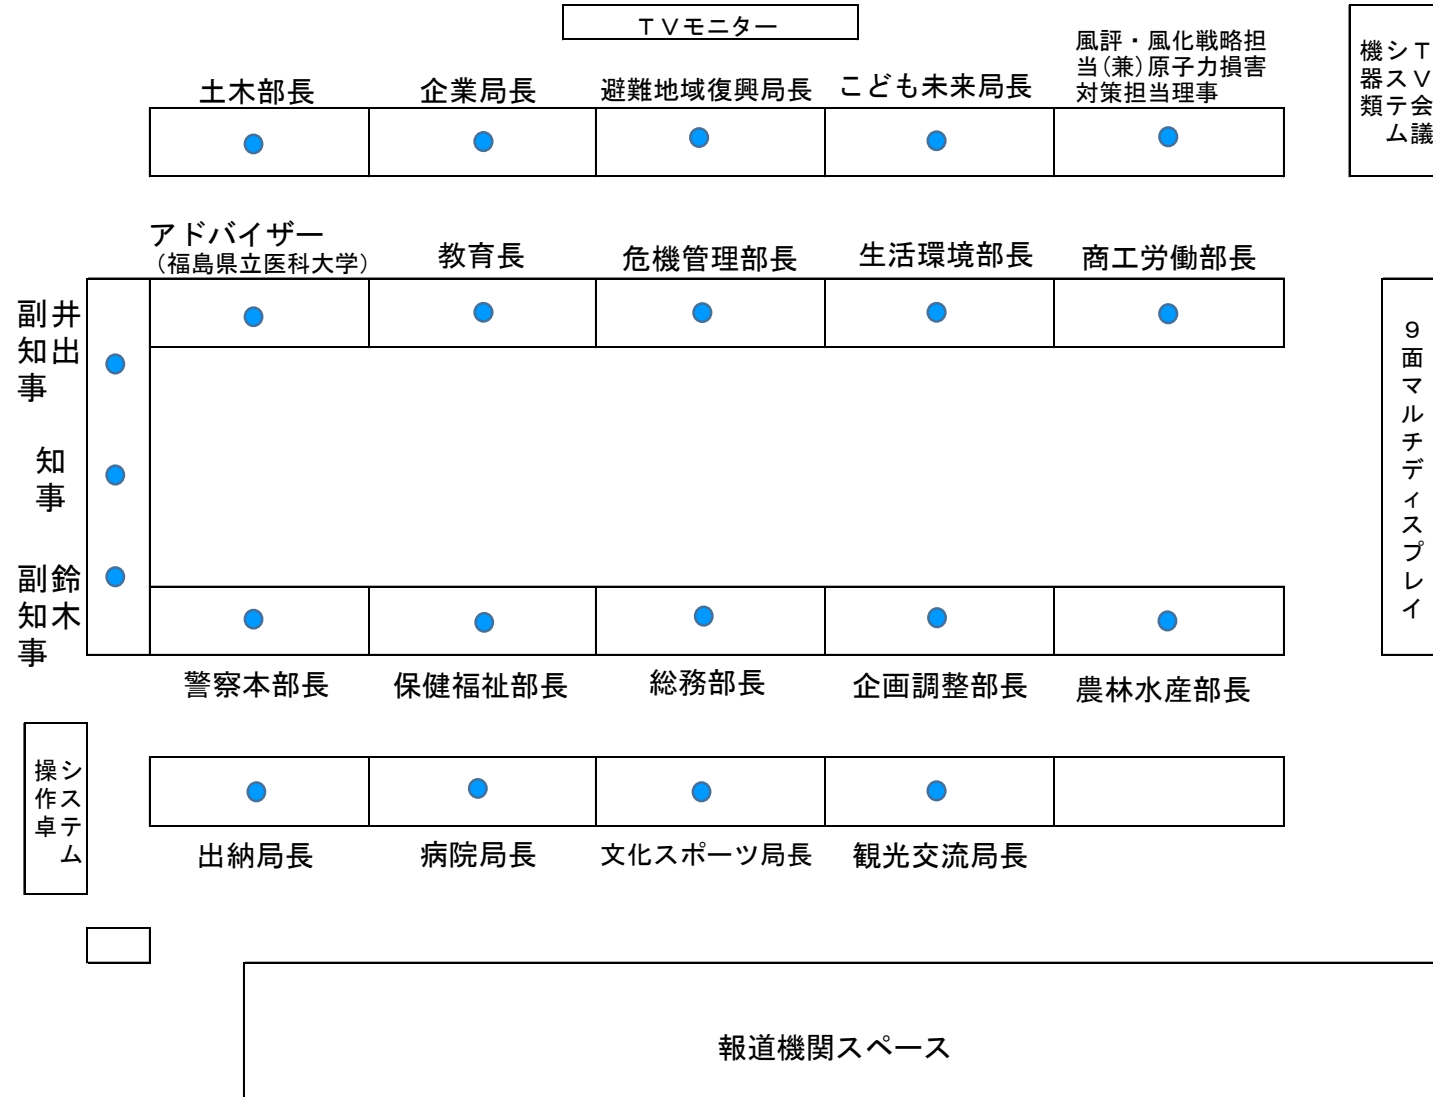 ＴＶモニター
ＴＶ会議
システム
機器類
土木部長
企業局長
避難地域復興局長
こども未来局長
風評・風化戦略担
当(兼)原子力損害
対策担当理事
アドバイザー
（福島県立医科大学）
教育長
危機管理部長
生活環境部長
商工労働部長
井出
副知事
知事
鈴木
副知事
９面マルチディスプレイ
警察本部長
保健福祉部長
総務部長
企画調整部長
農林水産部長
システム
操作卓
出納局長
病院局長
文化スポーツ局長
観光交流局長
報道機関スペース